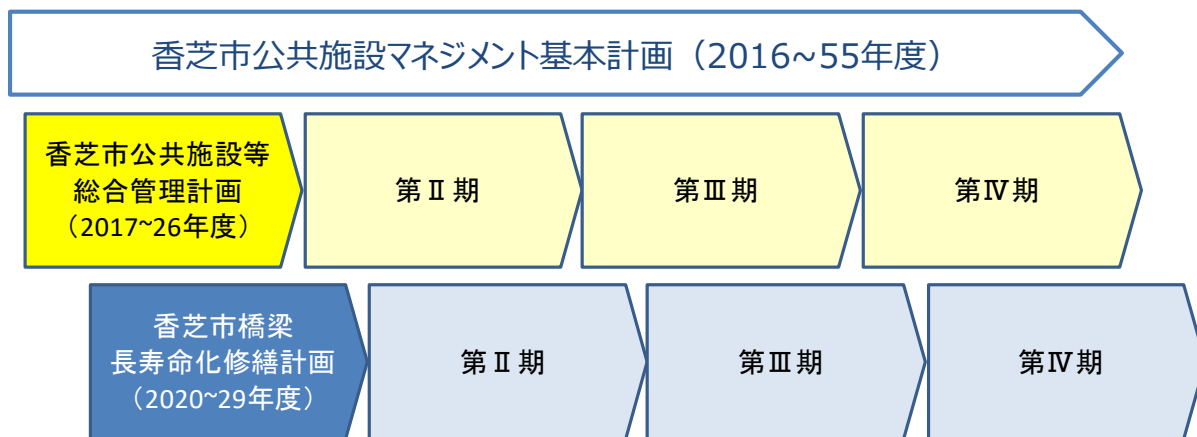 香芝市公共施設マネジメント基本計画（2016~55年度）
香芝市公共施設等
総合管理計画
（2017~26年度）
第Ⅱ期
第Ⅲ期
第Ⅳ期
香芝市橋梁
長寿命化修繕計画
（2020~29年度）
第Ⅱ期
第Ⅲ期
第Ⅳ期